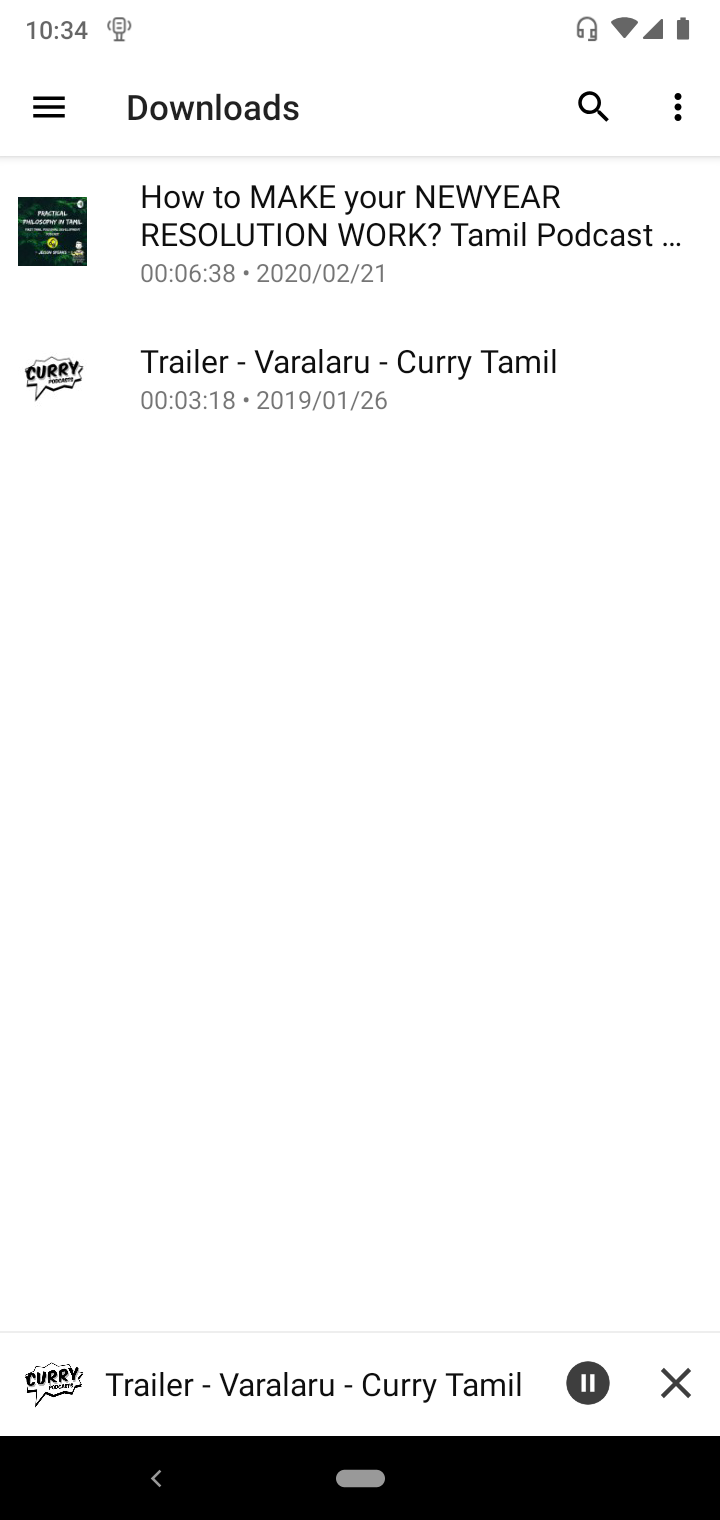 10:34
Downloads
PRACTICAL
PHILOSOPHY IN TAMIL
How to MAKE your NEWYEAR
RESOLUTION WORK? Tamil Podcast ...
00:06:38 • 2020/02/21
CURRY
PODCASTS
Trailer - Varalaru - Curry Tamil
00:03:18 • 2019/01/26
CURRY
PODCASTS
Trailer - Varalaru - Curry Tamil